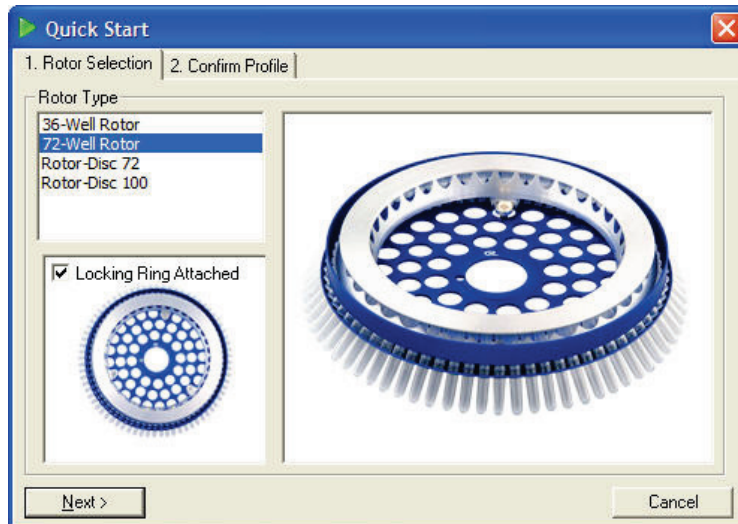 Quick Start
1. Rotor Selection
2. Confirm Profile
Rotor Type
36-Well Rotor
72-Well Rotor
Rotor-Disc 72
Rotor-Disc 100
Locking Ring Attached
Next >
Cancel